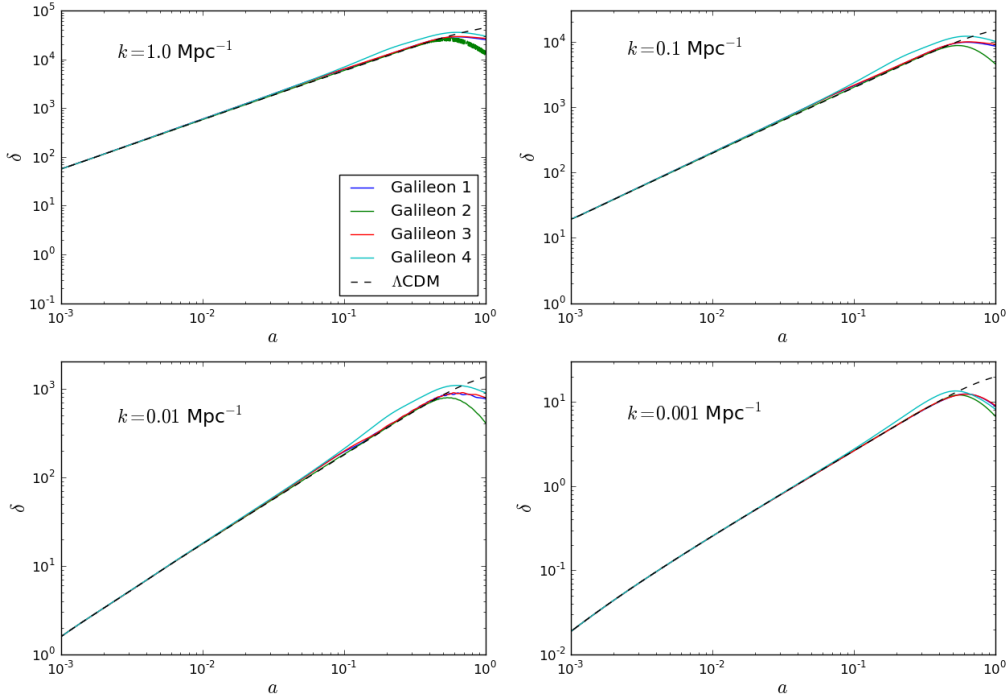 10^5
10^4
10^3
10^2
10^1
10^0
10^-1
δ
k=1.0 Mpc^-1
Galileon 1
Galileon 2
Galileon 3
Galileon 4
ΛCDM
10^-3 10^-2 10^-1 10^0
a
10^4
10^3
10^2
10^1
10^0
δ
k=0.1 Mpc^-1
10^-3 10^-2 10^-1 10^0
a
10^3
10^2
10^1
10^0
δ
k=0.01 Mpc^-1
10^-3 10^-2 10^-1 10^0
a
10^1
10^0
10^-1
10^-2
δ
k=0.001 Mpc^-1
10^-3 10^-2 10^-1 10^0
a